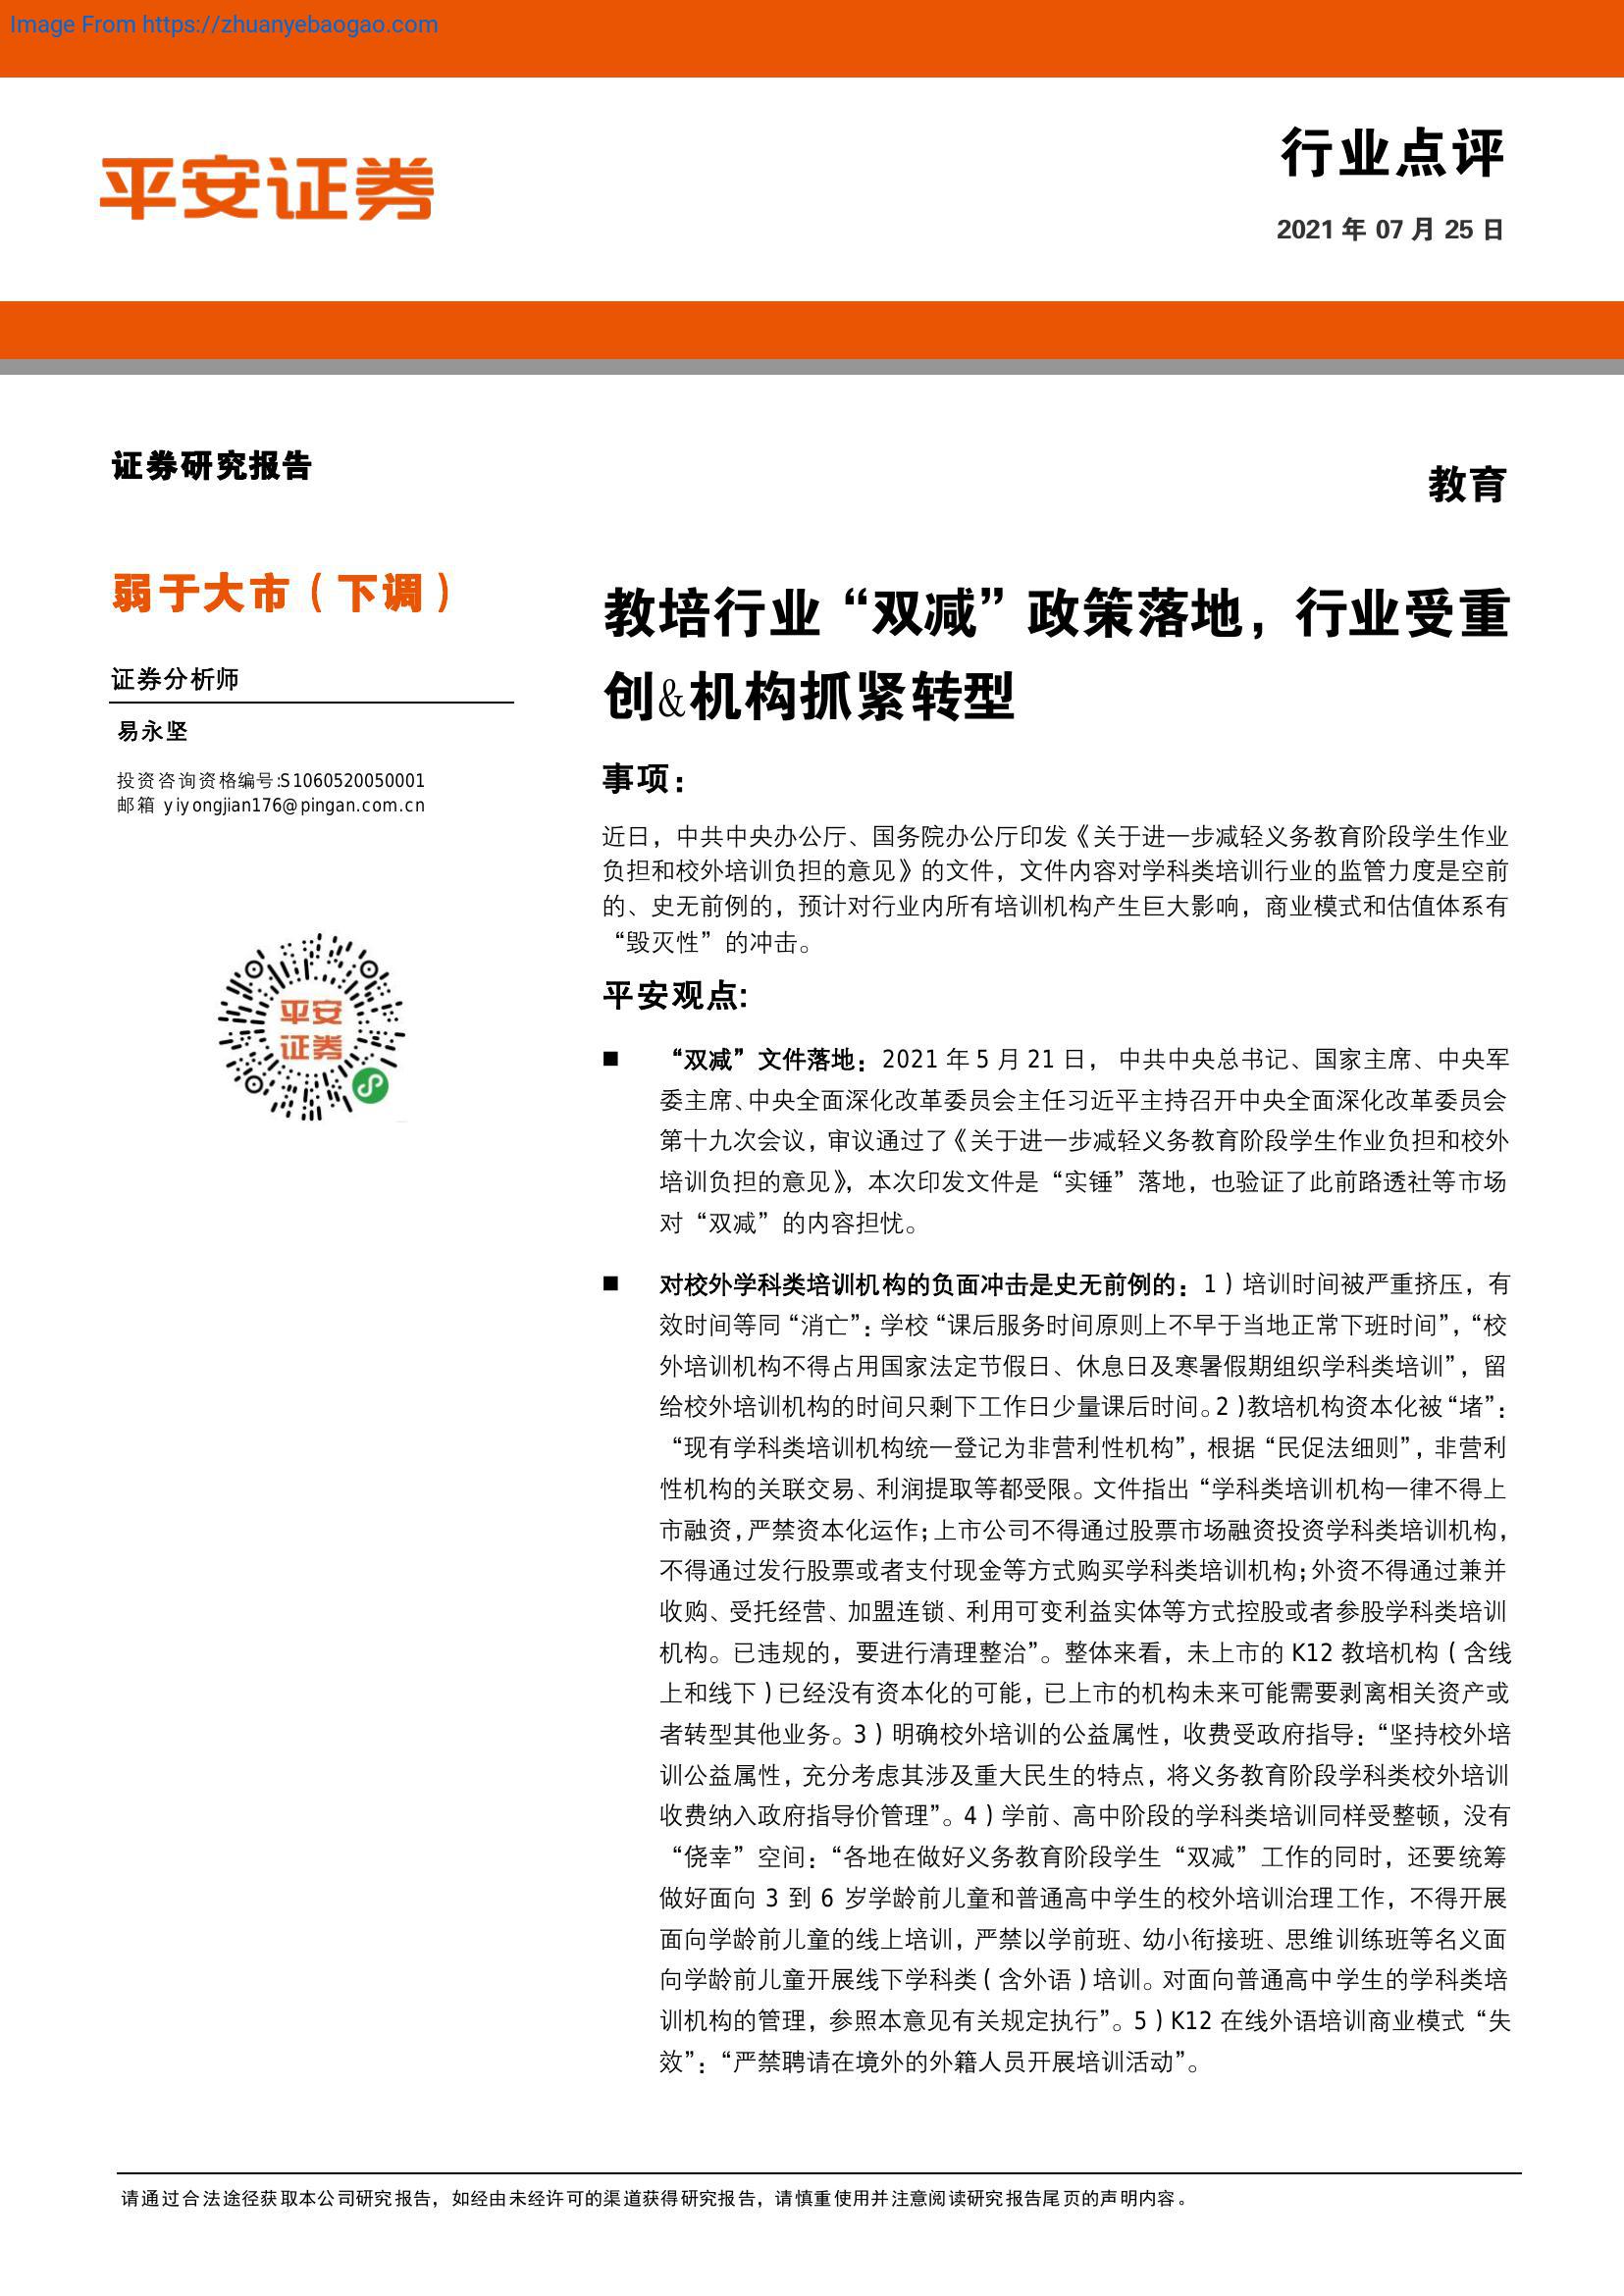 Image From https://zhuanyebaogao.com
平安证券
行业点评
2021 年 07 月 25 日
证券研究报告
教育
弱于大市（下调）
证券分析师
易永坚
投资咨询资格编号:S1060520050001
邮箱 yiyongjian176@pingan.com.cn
平安
证券
教培行业“双减”政策落地，行业受重
创&机构抓紧转型
事项：
近日，中共中央办公厅、国务院办公厅印发《关于进一步减轻义务教育阶段学生作业
负担和校外培训负担的意见》的文件，文件内容对学科类培训行业的监管力度是空前
的、史无前例的，预计对行业内所有培训机构产生巨大影响，商业模式和估值体系有
“毁灭性”的冲击。
平安观点:
■ “双减”文件落地：2021 年 5 月 21 日， 中共中央总书记、国家主席、中央军
委主席、中央全面深化改革委员会主任习近平主持召开中央全面深化改革委员会
第十九次会议，审议通过了《关于进一步减轻义务教育阶段学生作业负担和校外
培训负担的意见》，本次印发文件是“实锤”落地，也验证了此前路透社等市场
对“双减”的内容担忧。
■ 对校外学科类培训机构的负面冲击是史无前例的：1）培训时间被严重挤压，有
效时间等同“消亡”：学校“课后服务时间原则上不早于当地正常下班时间”，“校
外培训机构不得占用国家法定节假日、休息日及寒暑假期组织学科类培训”，留
给校外培训机构的时间只剩下工作日少量课后时间。2）教培机构资本化被“堵”：
“现有学科类培训机构统一登记为非营利性机构”，根据“民促法细则”，非营利
性机构的关联交易、利润提取等都受限。文件指出“学科类培训机构一律不得上
市融资，严禁资本化运作；上市公司不得通过股票市场融资投资学科类培训机构，
不得通过发行股票或者支付现金等方式购买学科类培训机构；外资不得通过兼并
收购、受托经营、加盟连锁、利用可变利益实体等方式控股或者参股学科类培训
机构。已违规的，要进行清理整治”。整体来看，未上市的 K12 教培机构（含线
上和线下）已经没有资本化的可能，已上市的机构未来可能需要剥离相关资产或
者转型其他业务。3）明确校外培训的公益属性，收费受政府指导：“坚持校外培
训公益属性，充分考虑其涉及重大民生的特点，将义务教育阶段学科类校外培训
收费纳入政府指导价管理”。4）学前、高中阶段的学科类培训同样受整顿，没有
“侥幸”空间：“各地在做好义务教育阶段学生“双减”工作的同时，还要统筹
做好面向 3 到 6 岁学龄前儿童和普通高中学生的校外培训治理工作，不得开展
面向学龄前儿童的线上培训，严禁以学前班、幼小衔接班、思维训练班等名义面
向学龄前儿童开展线下学科类（含外语）培训。对面向普通高中学生的学科类培
训机构的管理，参照本意见有关规定执行”。5）K12 在线外语培训商业模式“失
效”：“严禁聘请在境外的外籍人员开展培训活动”。
请通过合法途径获取本公司研究报告，如经由未经许可的渠道获得研究报告，请慎重使用并注意阅读研究报告尾页的声明内容。